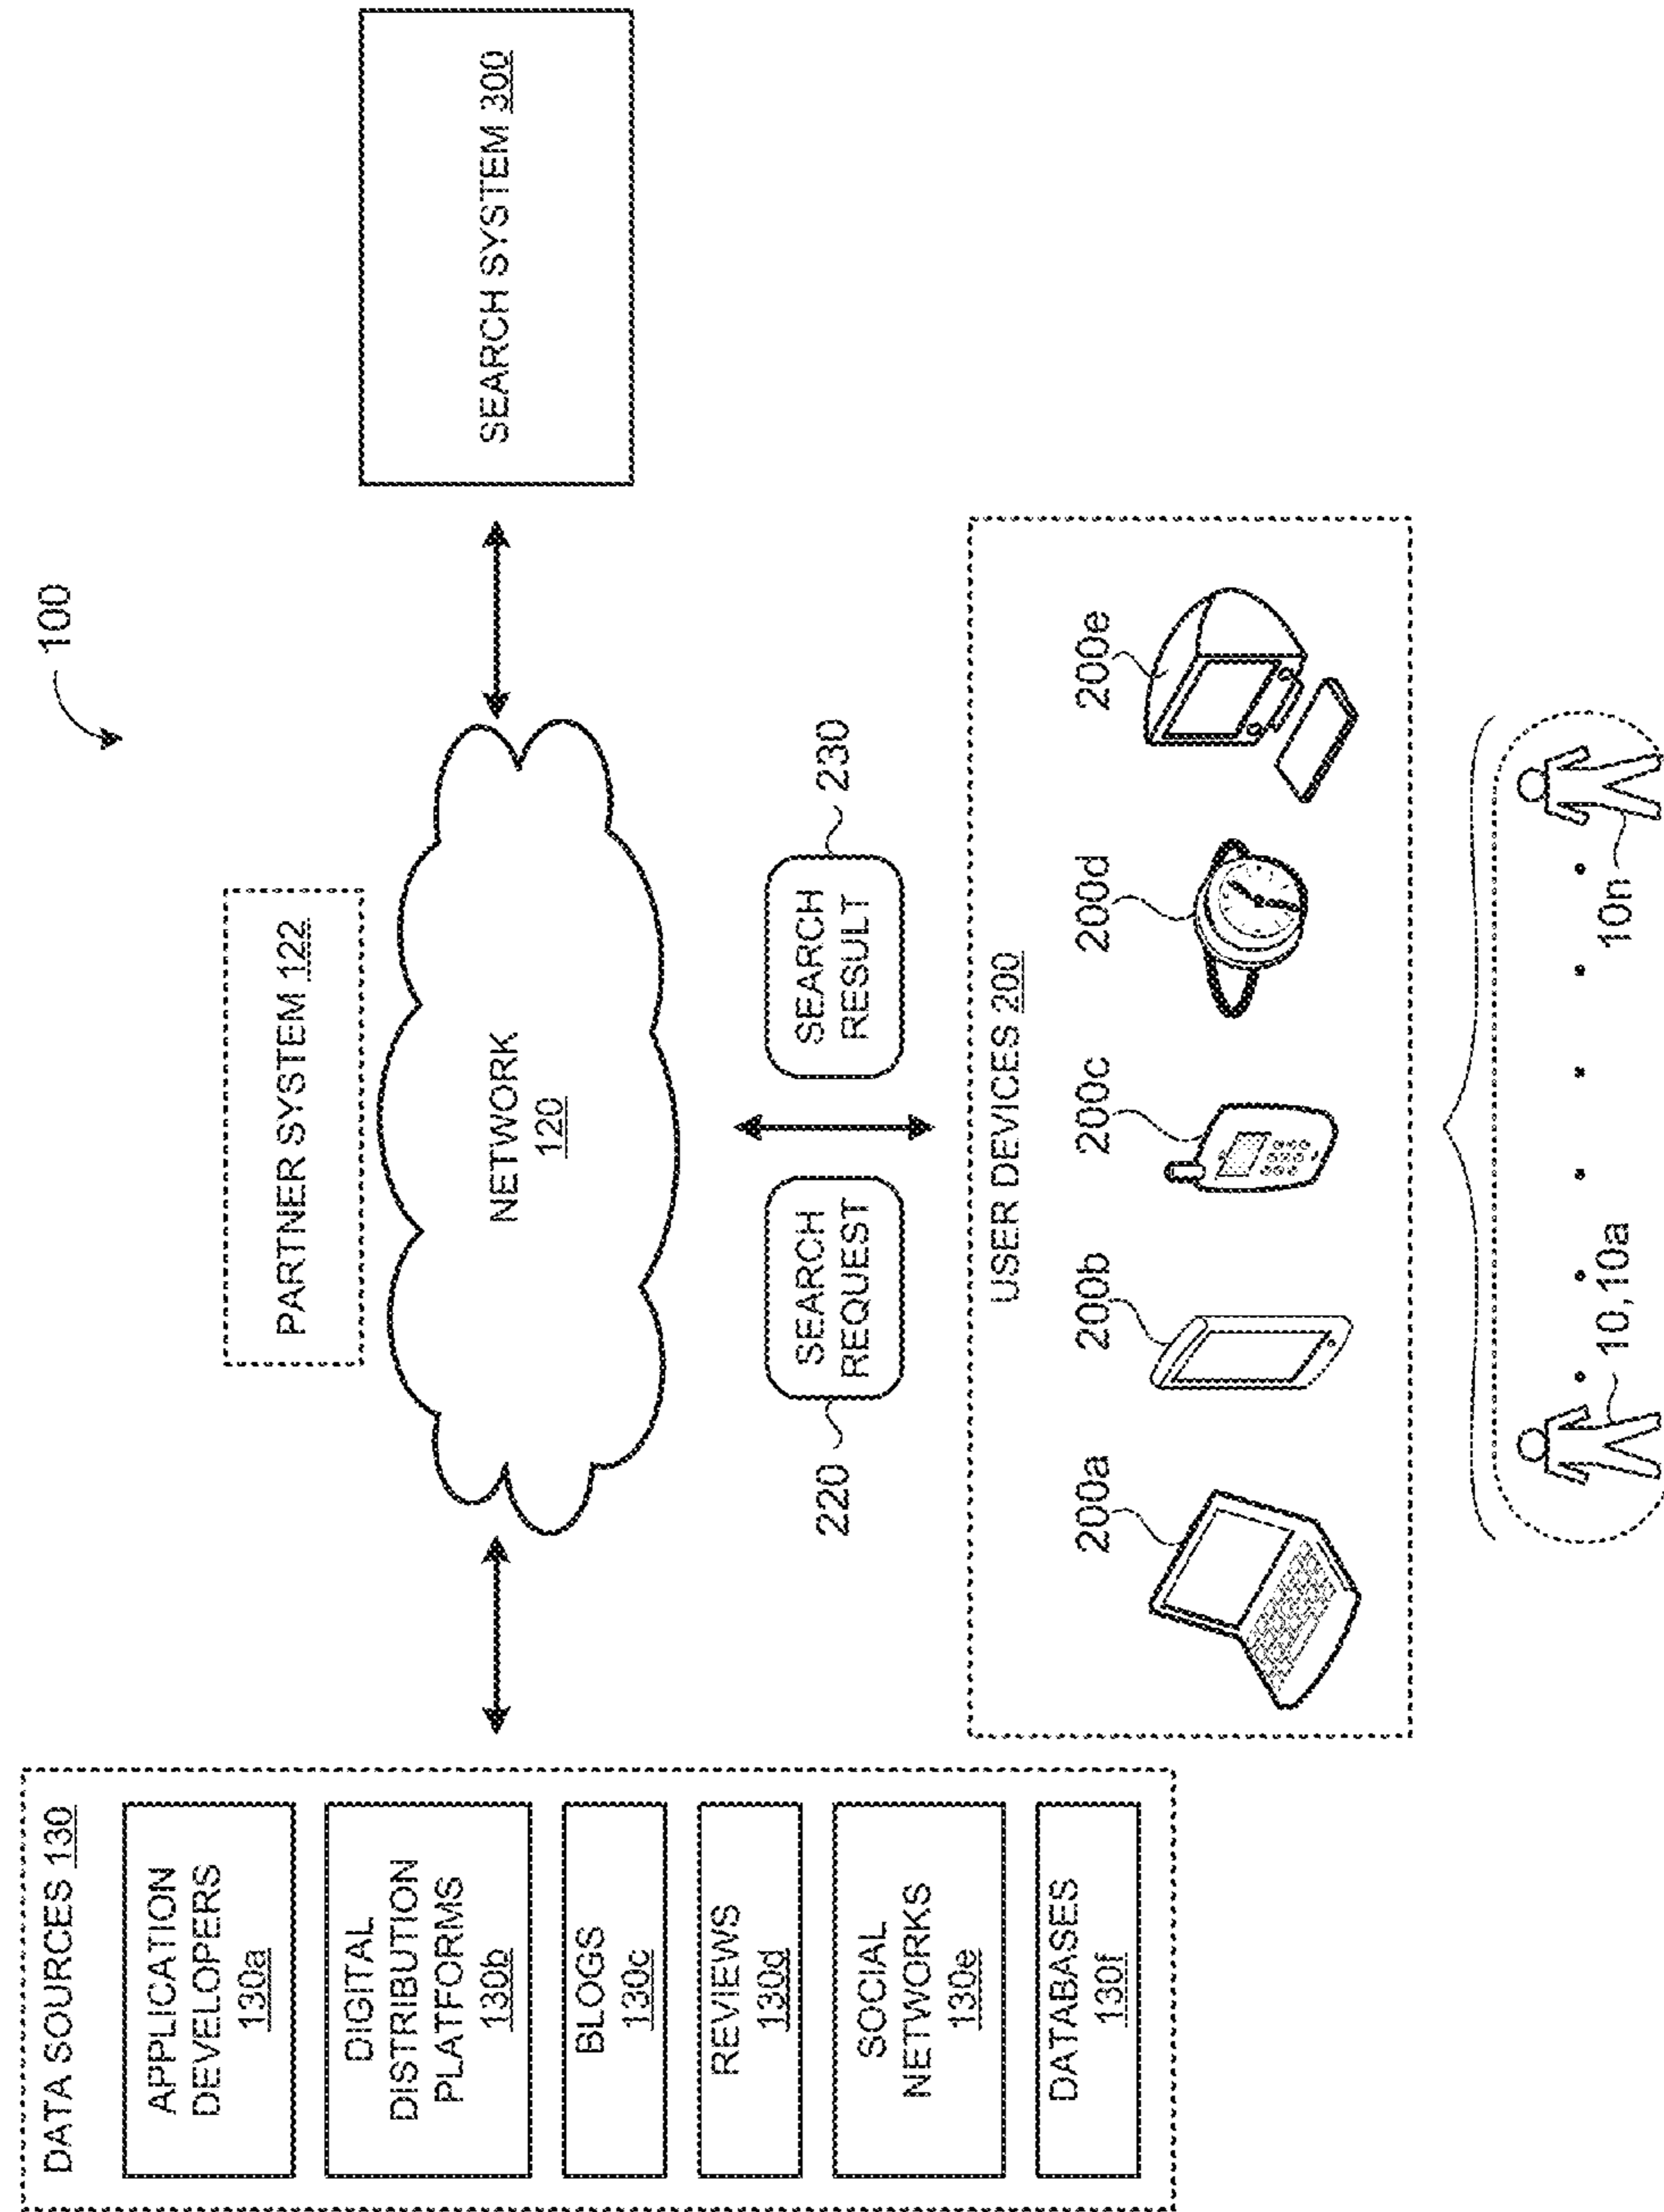 100
DATA SOURCES 130
APPLICATION
DEVELOPERS
130a
DIGITAL
DISTRIBUTION
PLATFORMS
130b
BLOGS
130c
REVIEWS
130d
SOCIAL
NETWORKS
130e
DATABASES
130f
PARTNER SYSTEM 122
NETWORK
120
SEARCH SYSTEM 300
220
SEARCH
REQUEST
SEARCH
RESULT
230
USER DEVICES 200
200a
200b
200c
200d
200e
10,10a
10n